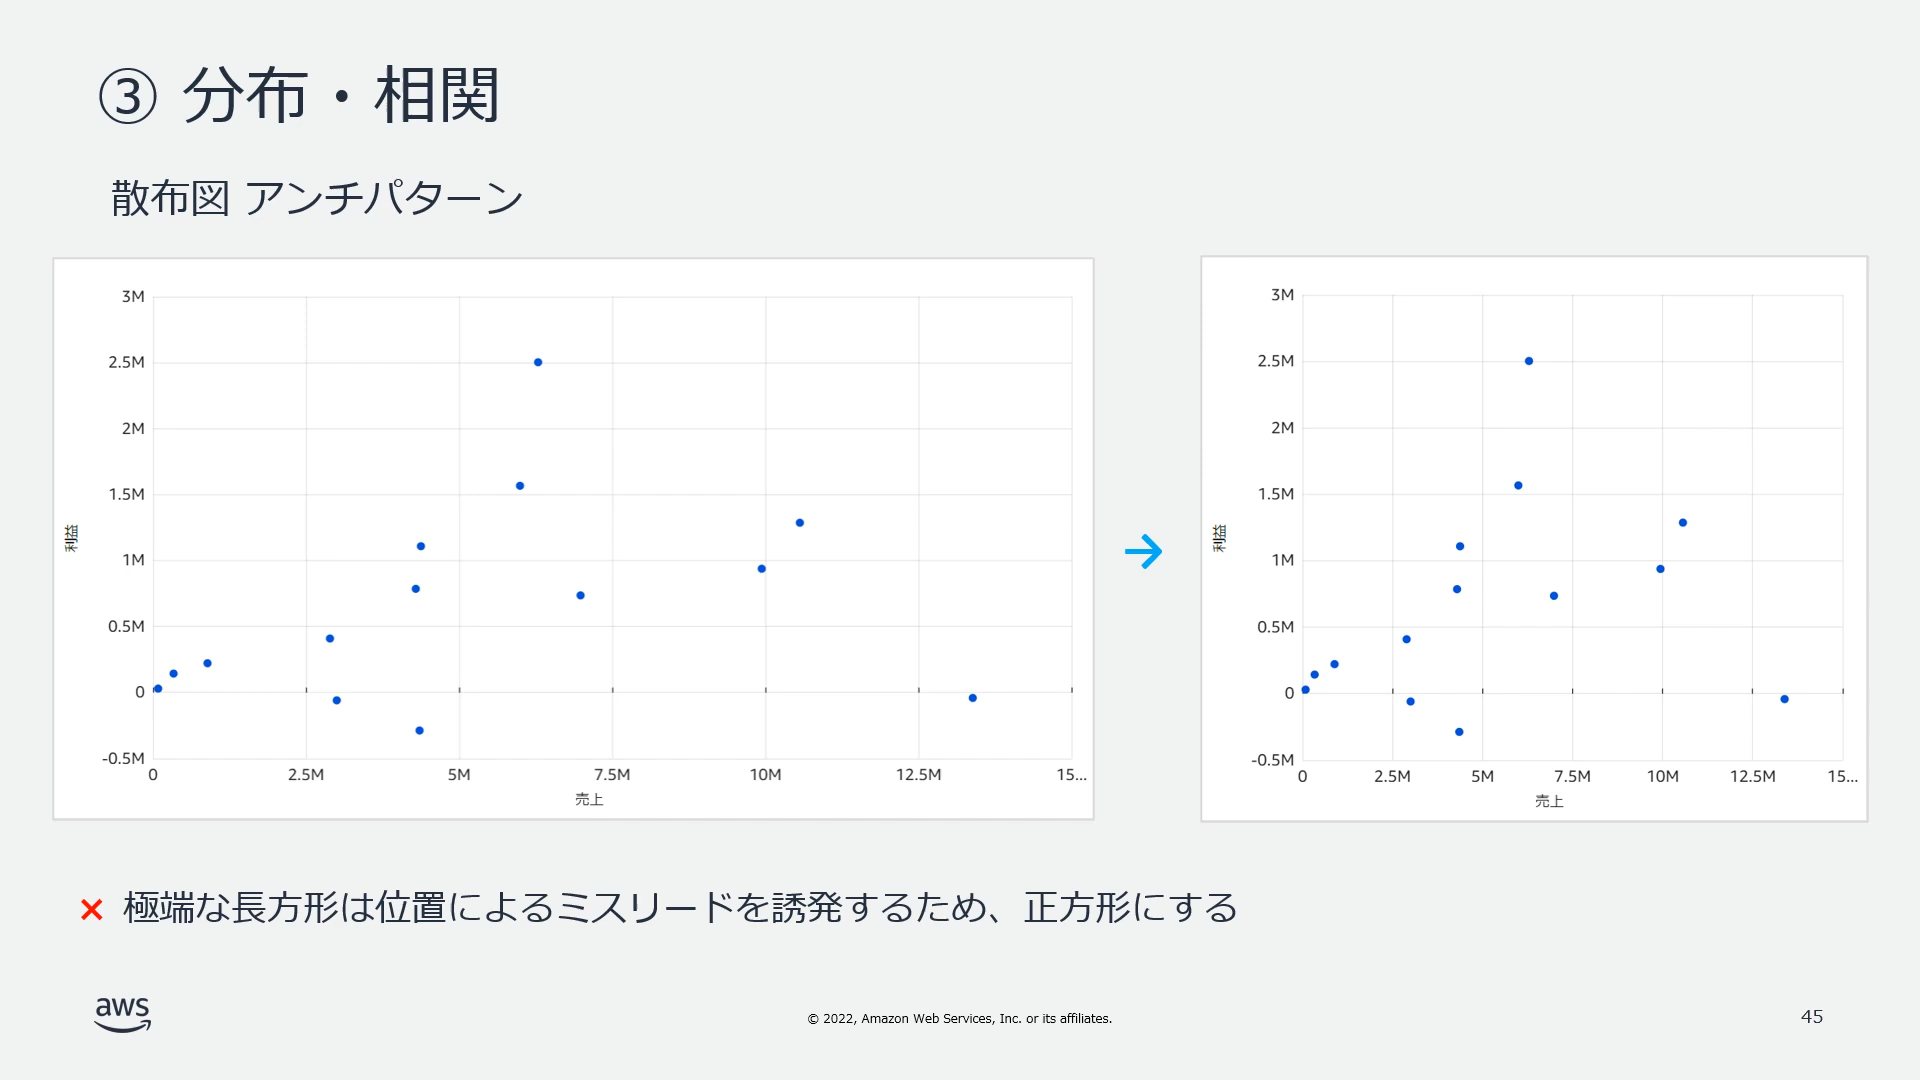 ③ 分布・相関
散布図 アンチパターン
3M
2.5M
2M
1.5M
1M
0.5M
0
-0.5M
利益
0 2.5M 5M 7.5M 10M 12.5M 15...
売上
3M
2.5M
2M
1.5M
1M
0.5M
0
-0.5M
利益
0 2.5M 5M 7.5M 10M 12.5M 15...
売上
× 極端な長方形は位置によるミスリードを誘発するため、正方形にする
aws
© 2022, Amazon Web Services, Inc. or its affiliates.
45